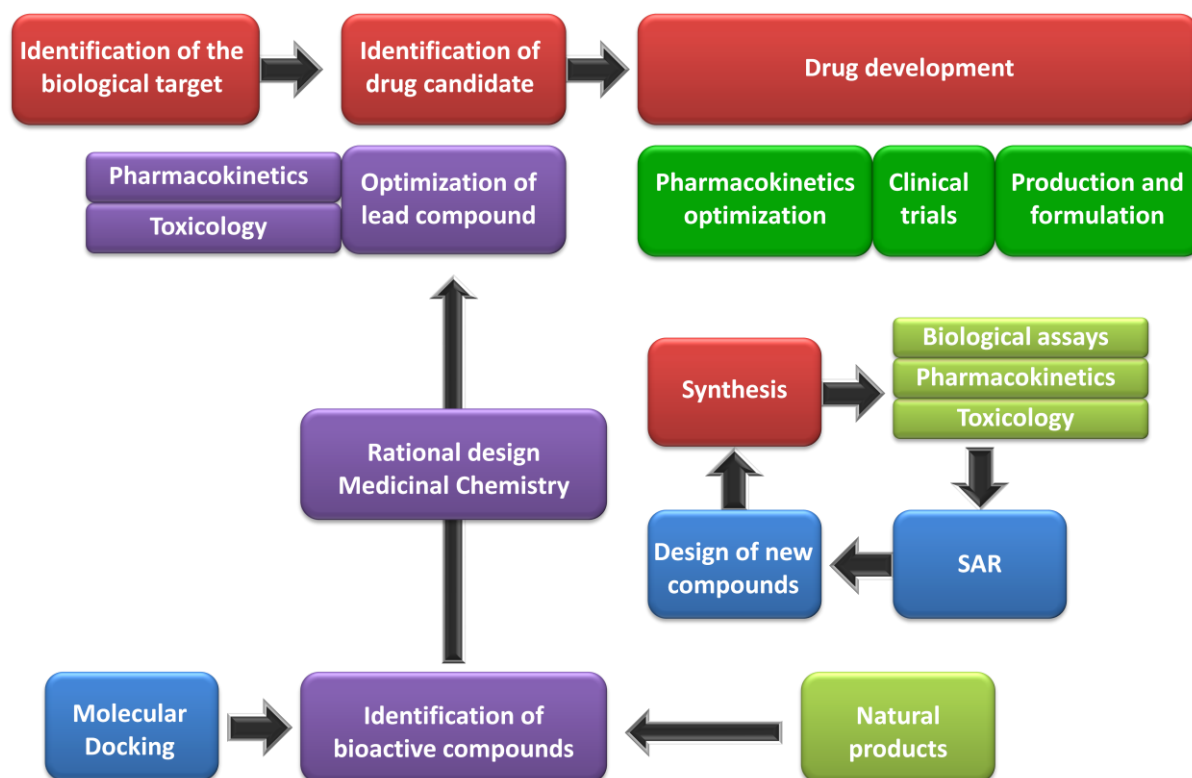 Identification of the
biological target
Identification of
drug candidate
Drug development
Pharmacokinetics
Toxicology
Optimization of
lead compound
Pharmacokinetics
optimization
Clinical
trials
Production and
formulation
Rational design
Medicinal Chemistry
Synthesis
Biological assays
Pharmacokinetics
Toxicology
Design of new
compounds
SAR
Molecular
Docking
Identification of
bioactive compounds
Natural
products